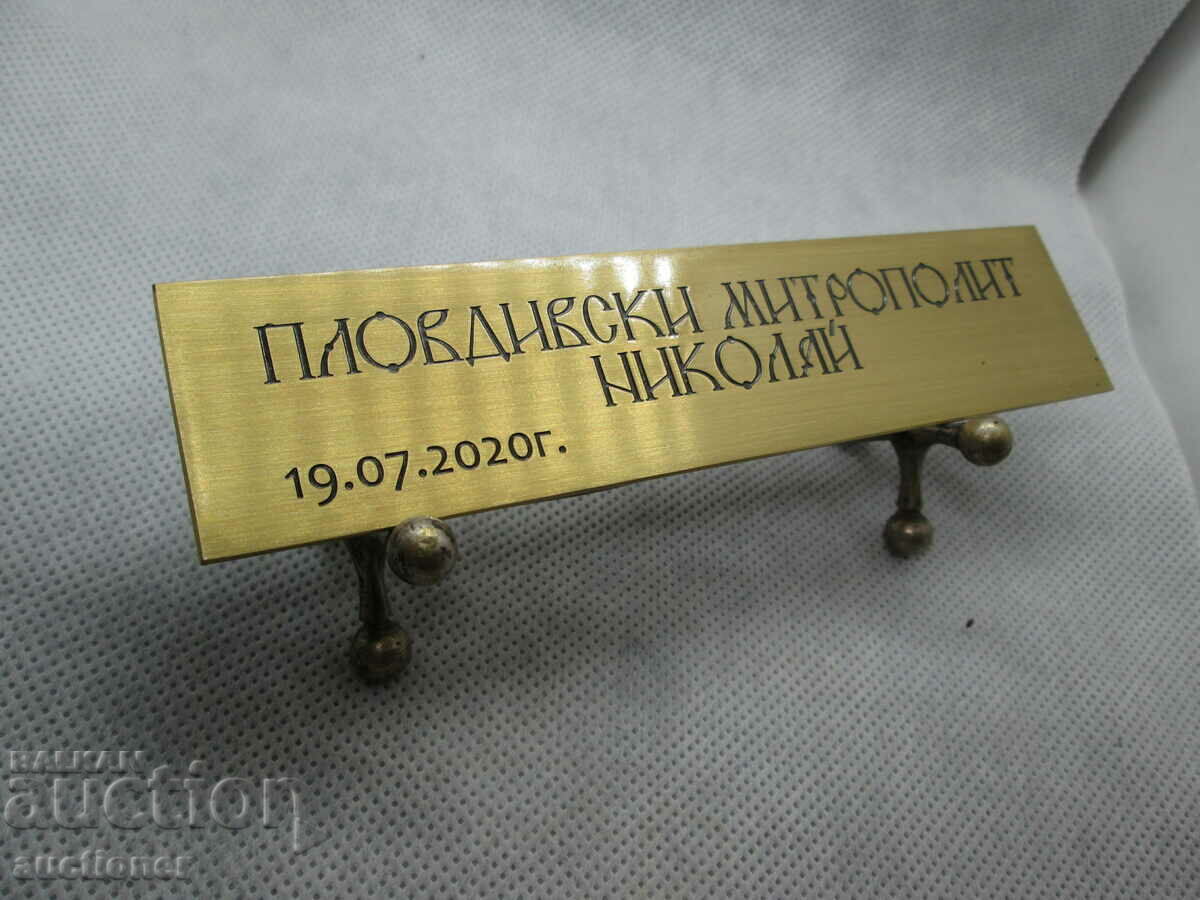 ПЛОВДИВСКИ МИТРОПОЛИТ
НИКОЛАЙ
19.07.2020г.
BALKAN
auction
auctioner